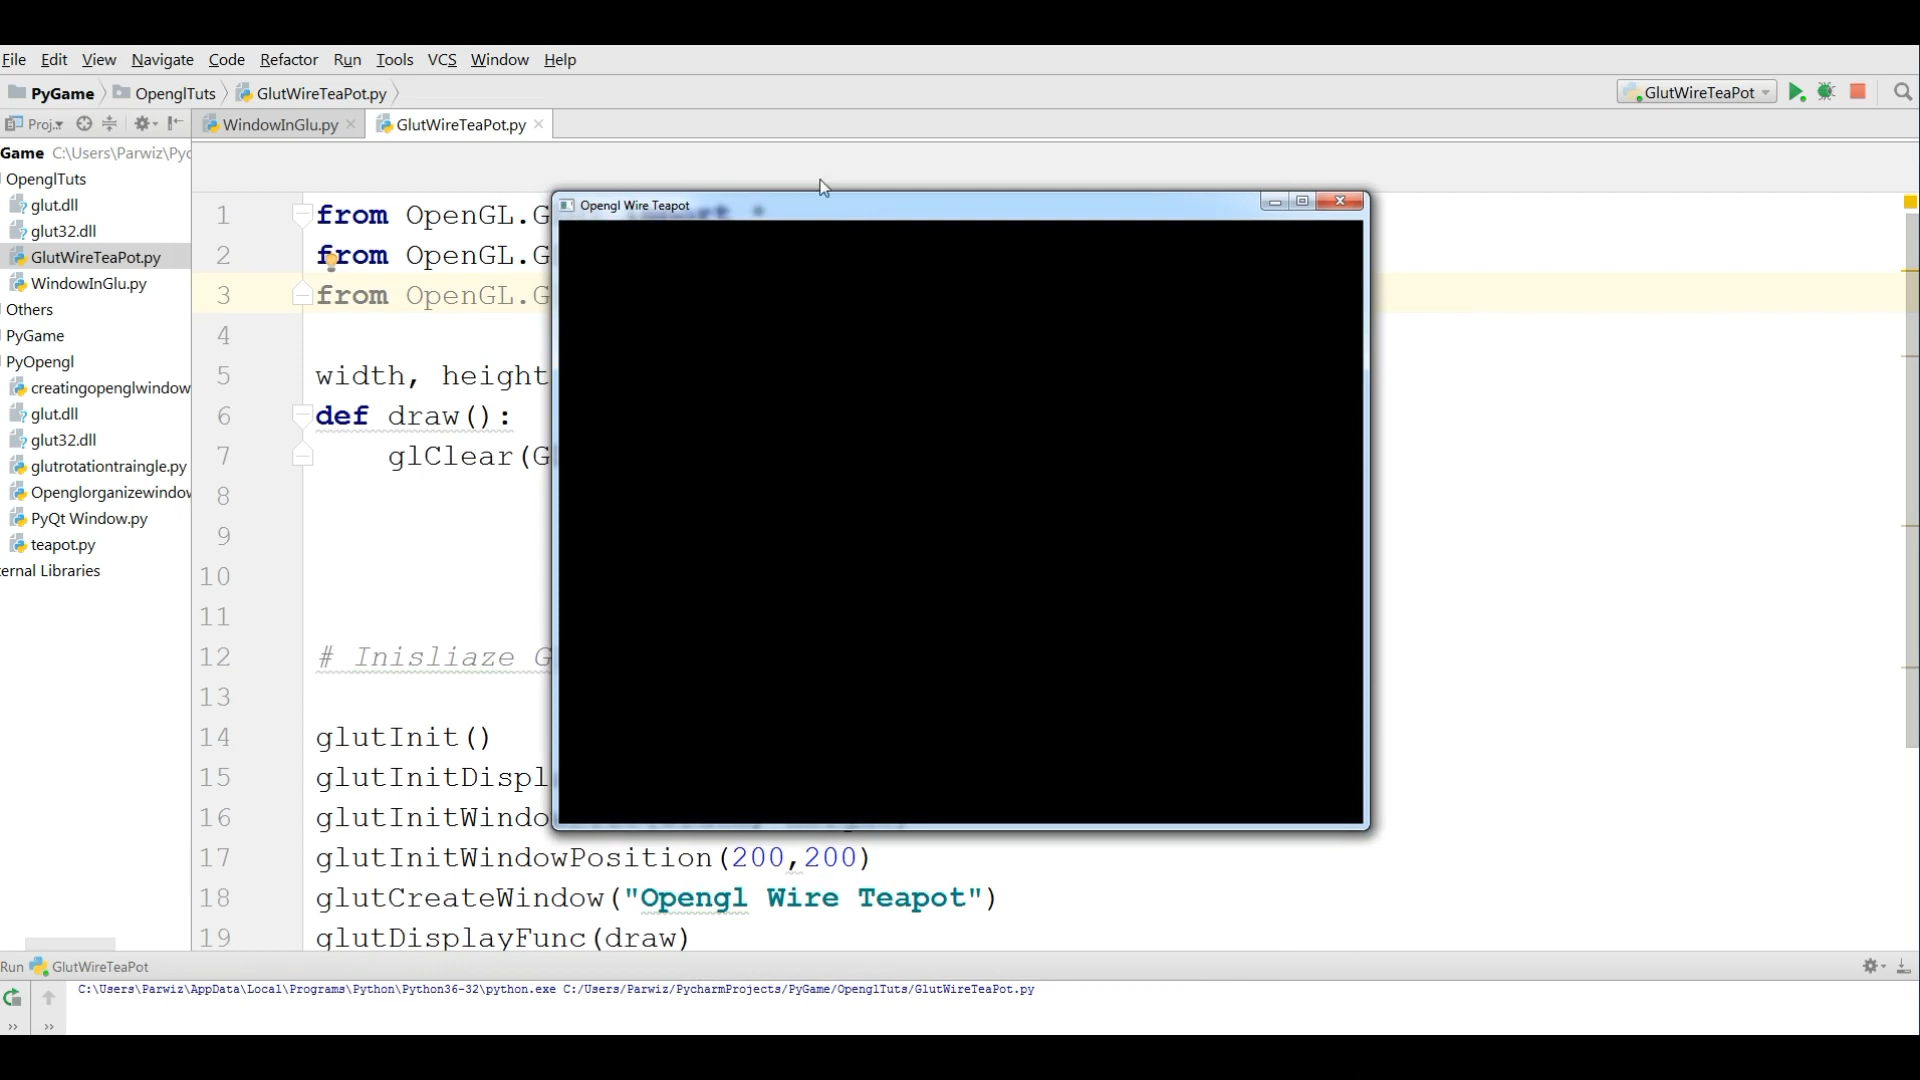 File Edit View Navigate Code Refactor Run Tools VCS Window Help
PyGame OpenglTuts GlutWireTeaPot.py GlutWireTeaPot
Proj.. WindowInGlu.py GlutWireTeaPot.py
Game C:\Users\Parwiz\Pyc
OpenglTuts
glut.dll
glut32.dll
GlutWireTeaPot.py
WindowInGlu.py
Others
PyGame
PyOpengl
creatingopenglwindow
glut.dll
glut32.dll
glutrotationtraingle.py
Openglorganizewindov
PyQt Window.py
teapot.py
ernal Libraries
Opengl Wire Teapot
1 from OpenGL.G
2 from OpenGL.G
3 from OpenGL.G
4
5 width, height
6 def draw():
7 glClear(G
8
9
10
11
12 # Inisliaze G
13
14 glutInit()
15 glutInitDispl
16 glutInitWindo
17 glutInitWindowPosition(200,200)
18 glutCreateWindow("Opengl Wire Teapot")
19 glutDisplayFunc(draw)
Run GlutWireTeaPot
C:\Users\Parwiz\AppData\Local\Programs\Python\Python36-32\python.exe C:/Users/Parwiz/PycharmProjects/PyGame/OpenglTuts/GlutWireTeaPot.py